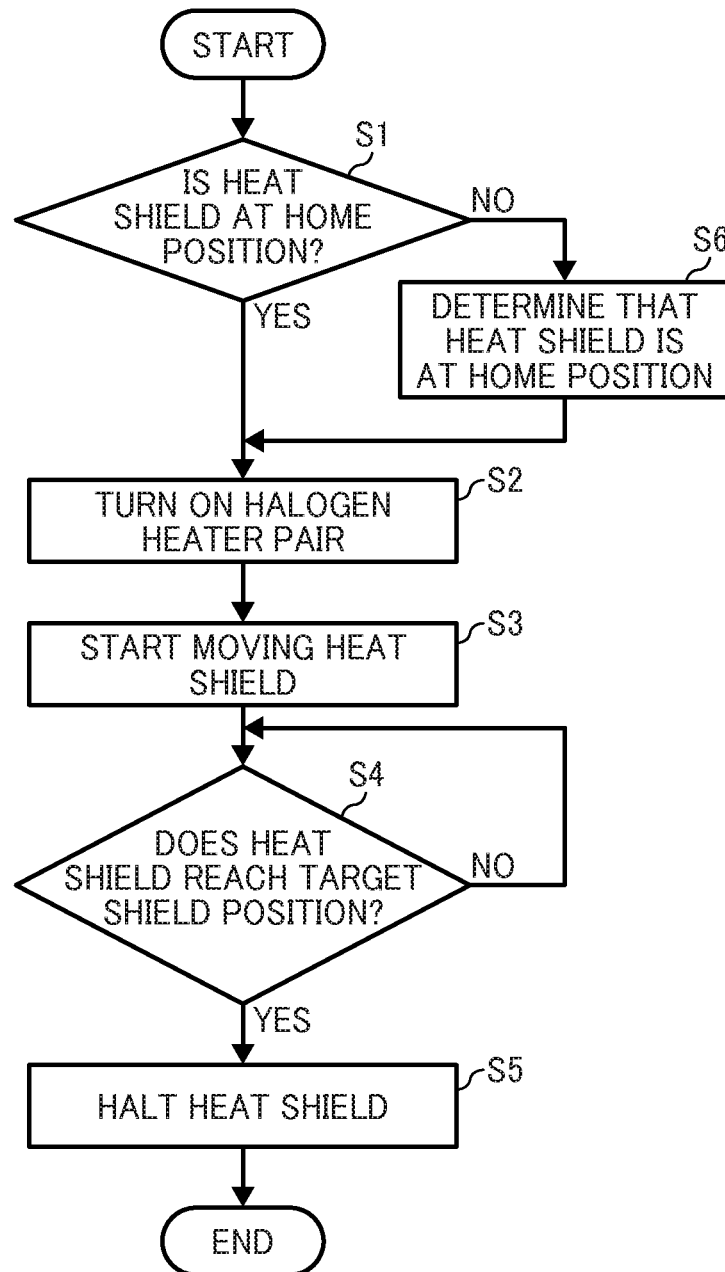 START
S1
IS HEAT
SHIELD AT HOME
POSITION?
NO
YES
S6
DETERMINE THAT
HEAT SHIELD IS
AT HOME POSITION
S2
TURN ON HALOGEN
HEATER PAIR
S3
START MOVING HEAT
SHIELD
S4
DOES HEAT
SHIELD REACH TARGET
SHIELD POSITION?
NO
YES
S5
HALT HEAT SHIELD
END